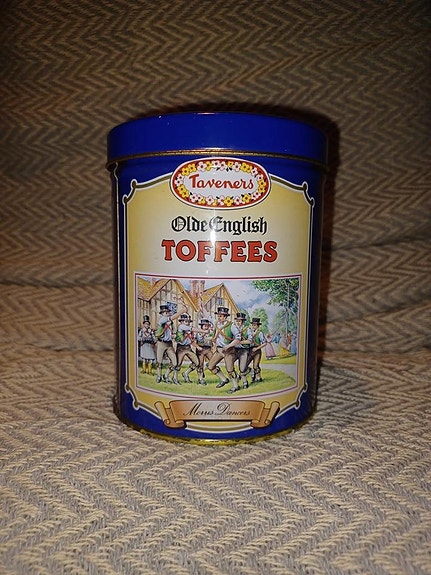 Taveners
Olde English
TOFFEES
Morris Dancers